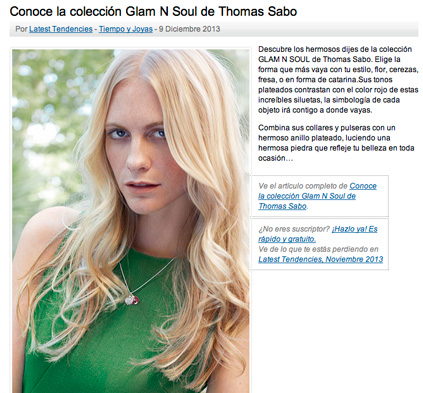 Conoce la colección Glam N Soul de Thomas Sabo
Por Latest Tendencies - Tiempo y Joyas - 9 Diciembre 2013
Descubre los hermosos dijes de la colección
GLAM N SOUL de Thomas Sabo. Elige la
forma que más vaya con tu estilo, flor, cerezas,
fresa, o en forma de catarina.Sus tonos
plateados contrastan con el color rojo de estas
increíbles siluetas, la simbología de cada
objeto irá contigo a donde vayas.
Combina sus collares y pulseras con un
hermoso anillo plateado, luciendo una
hermosa piedra que refleje tu belleza en toda
ocasión…
Ve el artículo completo de Conoce
la colección Glam N Soul de
Thomas Sabo.
¿No eres suscriptor? ¡Hazlo ya! Es
rápido y gratuito.
Ve de lo que te estás perdiendo en
Latest Tendencies, Noviembre 2013